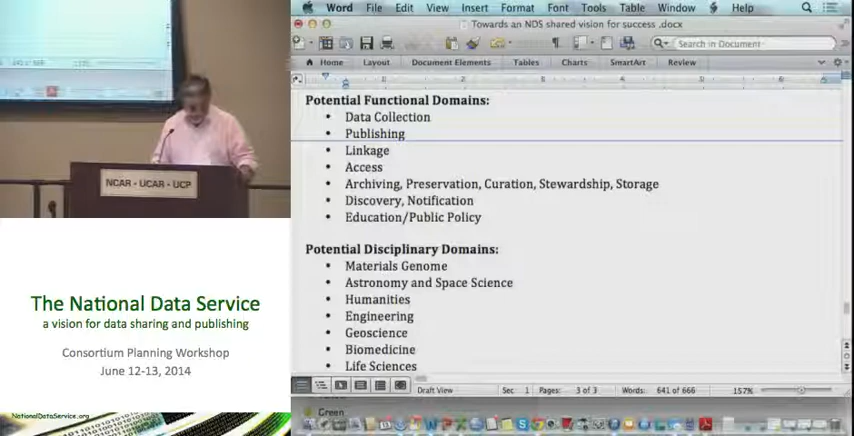 Word File Edit View Insert Format Font Tools Table Window Help
Towards an NDS shared vision for success .docx
Search in Document
Home Layout Document Elements Tables Charts SmartArt Review
Potential Functional Domains:
• Data Collection
• Publishing
• Linkage
• Access
• Archiving, Preservation, Curation, Stewardship, Storage
• Discovery, Notification
• Education/Public Policy
Potential Disciplinary Domains:
• Materials Genome
• Astronomy and Space Science
• Humanities
• Engineering
• Geoscience
• Biomedicine
• Life Sciences
Draft View Sec 1 Pages: 3 of 3 Words: 641 of 666 157%
Green
NCAR - UCAR - UCP
The National Data Service
a vision for data sharing and publishing
Consortium Planning Workshop
June 12-13, 2014
NationalDataService.org